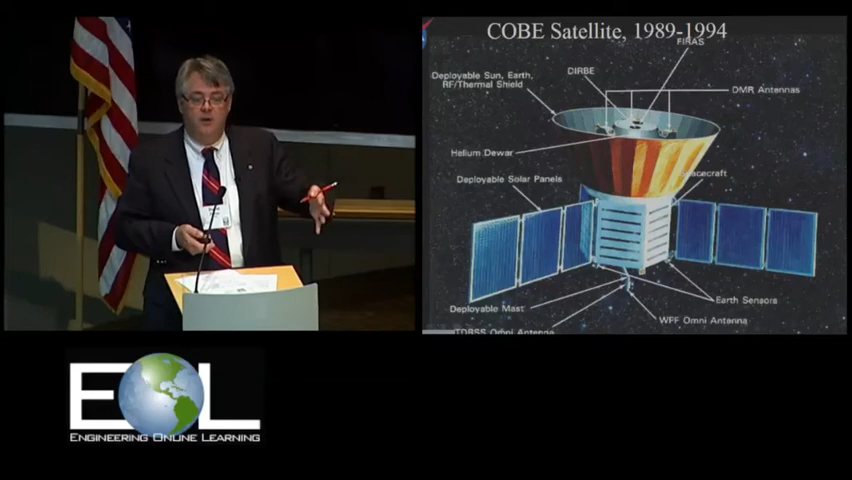 COBE Satellite, 1989-1994
FIRAS
DIRBE
Deployable Sun, Earth,
RF/Thermal Shield
DMR Antennas
Helium Dewar
Spacecraft
Deployable Solar Panels
Earth Sensors
Deployable Mast
WFF Omni Antenna
TDRSS Omni Antenna
EOL
ENGINEERING ONLINE LEARNING